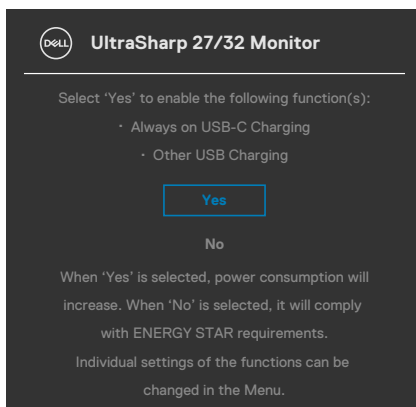 DELL
UltraSharp 27/32 Monitor
Select ‘Yes’ to enable the following function(s):
· Always on USB-C Charging
· Other USB Charging
Yes
No
When ‘Yes’ is selected, power consumption will
increase. When ‘No’ is selected, it will comply
with ENERGY STAR requirements.
Individual settings of the functions can be
changed in the Menu.